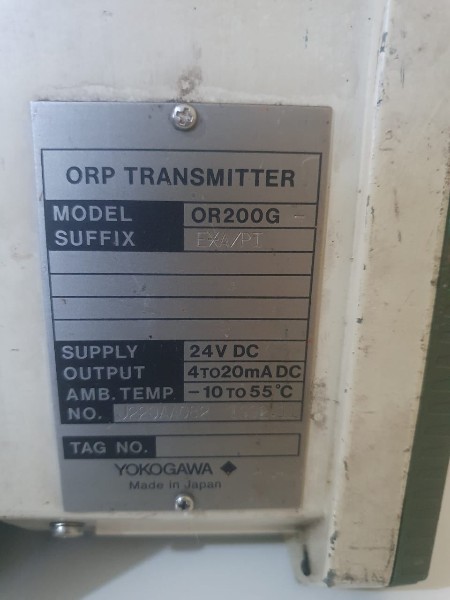 ORP TRANSMITTER
MODEL OR200G -
SUFFIX
SUPPLY 24V DC
OUTPUT 4TO20mA DC
AMB. TEMP -10 TO 55°C
NO.
TAG NO.
YOKOGAWA
Made in Japan